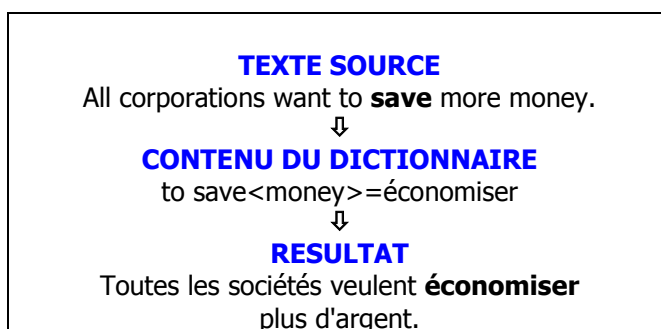 TEXTE SOURCE
All corporations want to save more money.
⇩
CONTENU DU DICTIONNAIRE
to save<money>=économiser
⇩
RESULTAT
Toutes les sociétés veulent économiser
plus d'argent.